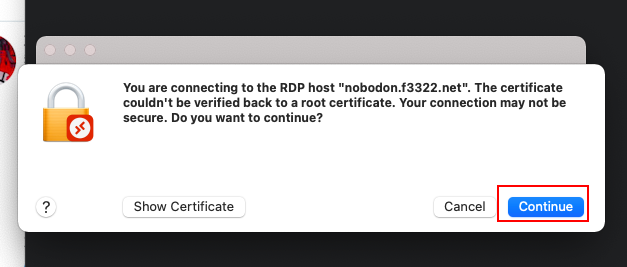 You are connecting to the RDP host "nobodon.f3322.net". The certificate
couldn't be verified back to a root certificate. Your connection may not be
secure. Do you want to continue?
?
Show Certificate
Cancel
Continue